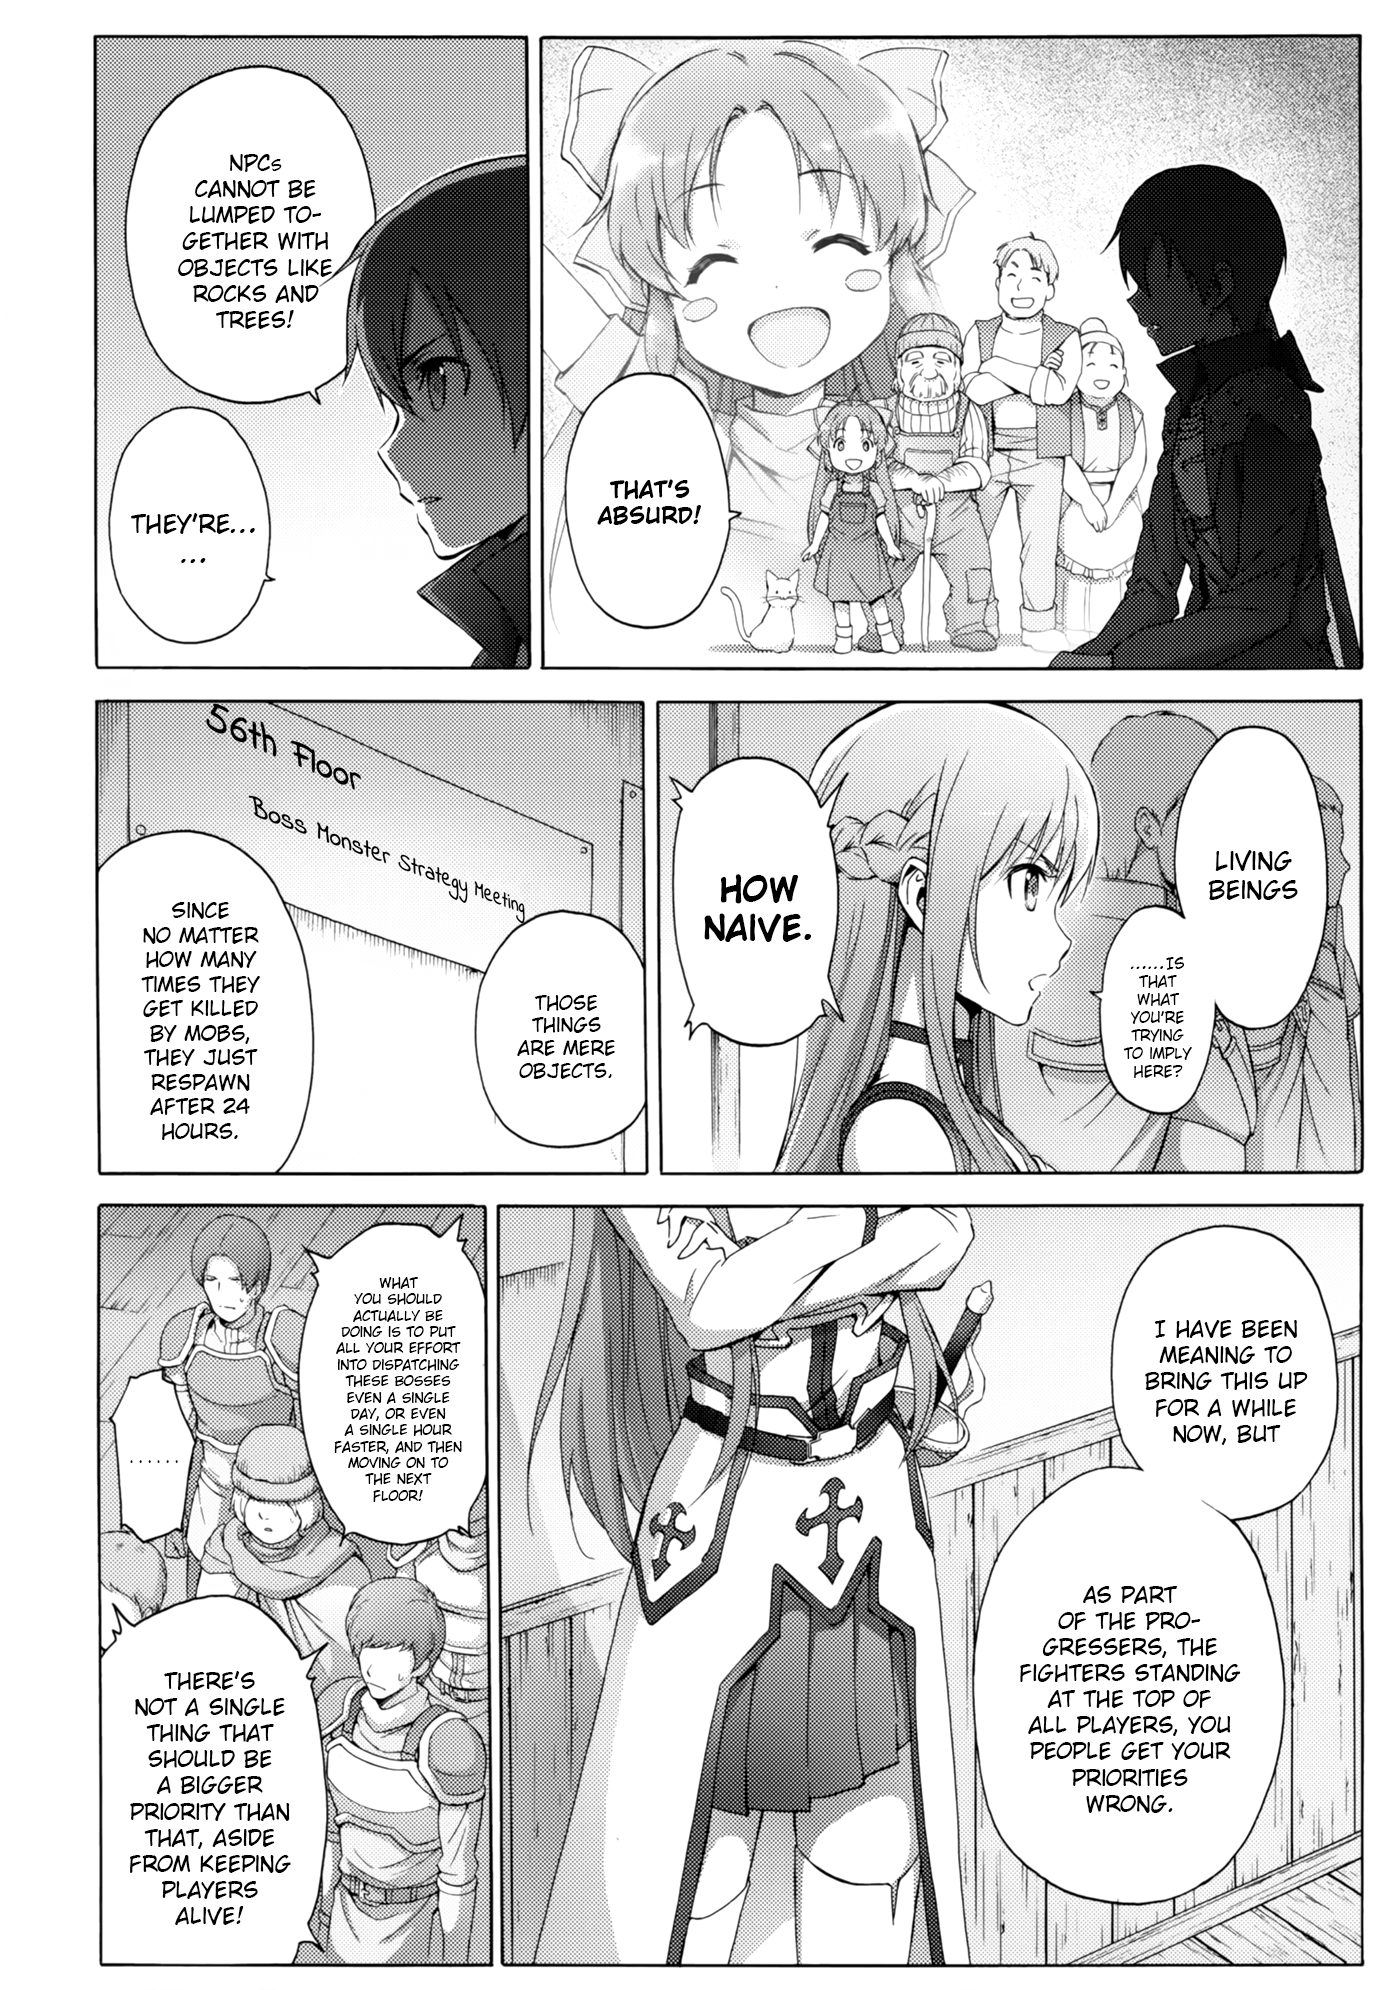 THAT'S
ABSURD!
NPCs
CANNOT BE
LUMPED TO-
GETHER WITH
OBJECTS LIKE
ROCKS AND
TREES!
THEY'RE...
...
LIVING
BEINGS
......IS
THAT
WHAT
YOU'RE
TRYING
TO IMPLY
HERE?
HOW
NAIVE.
56th Floor
Boss Monster Strategy Meeting
THOSE
THINGS
ARE MERE
OBJECTS.
SINCE
NO MATTER
HOW MANY
TIMES THEY
GET KILLED
BY MOBS,
THEY JUST
RESPAWN
AFTER 24
HOURS.
I HAVE BEEN
MEANING TO
BRING THIS UP
FOR A WHILE
NOW, BUT
AS PART
OF THE PRO-
GRESSERS, THE
FIGHTERS STANDING
AT THE TOP OF
ALL PLAYERS, YOU
PEOPLE GET YOUR
PRIORITIES
WRONG.
WHAT
YOU SHOULD
ACTUALLY BE
DOING IS TO PUT
ALL YOUR EFFORT
INTO DISPATCHING
THESE BOSSES
EVEN A SINGLE
DAY, OR EVEN
A SINGLE HOUR
FASTER, AND THEN
MOVING ON TO
THE NEXT
FLOOR!
......
THERE'S
NOT A SINGLE
THING THAT
SHOULD BE
A BIGGER
PRIORITY THAN
THAT, ASIDE
FROM KEEPING
PLAYERS
ALIVE!